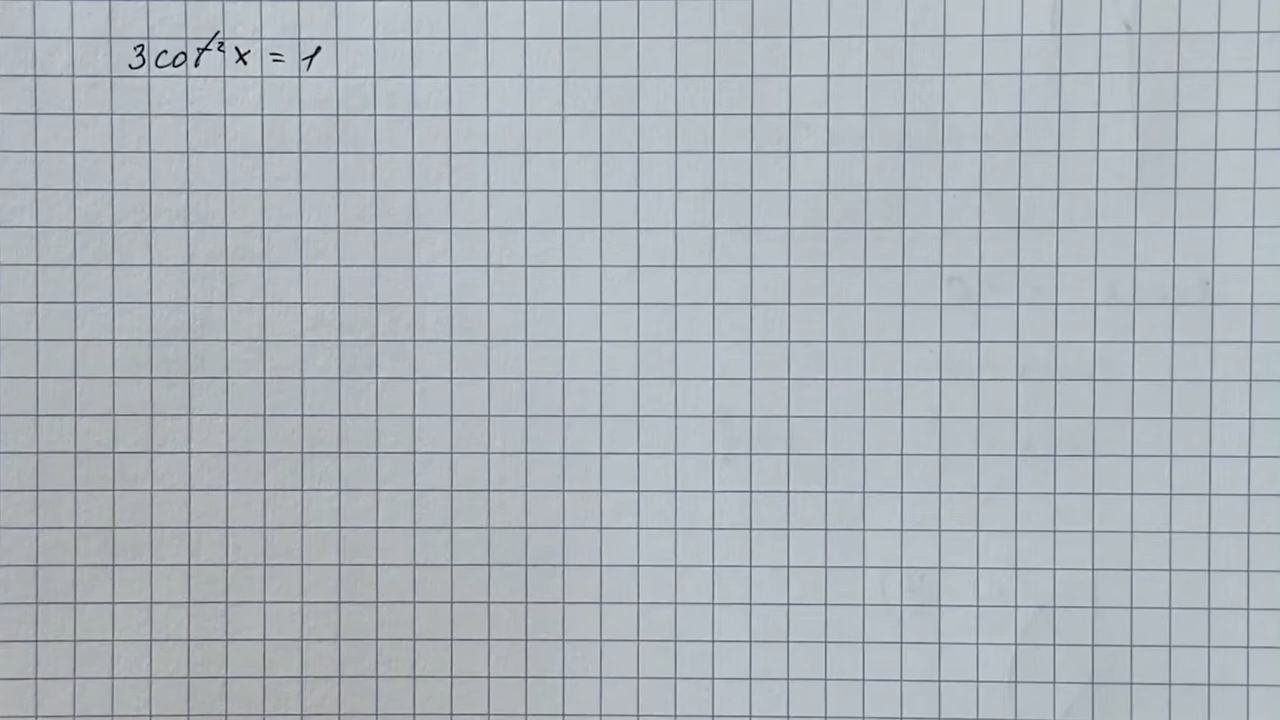 3cot²x = 1